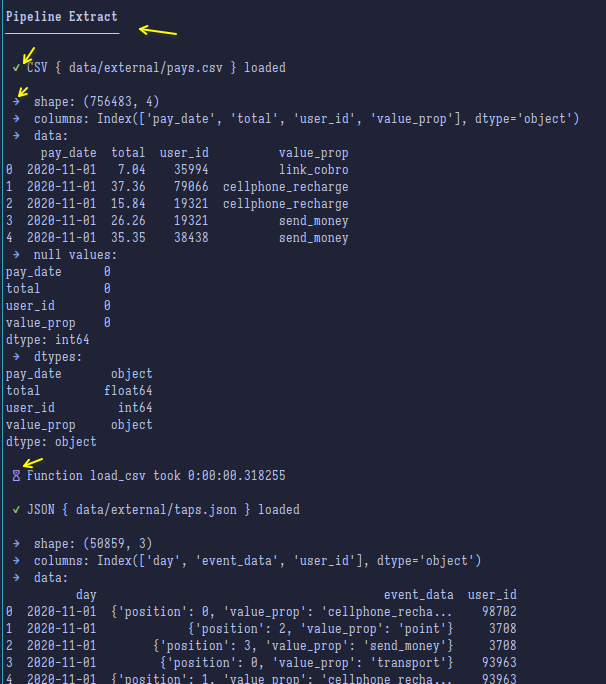 Pipeline Extract
✓ CSV { data/external/pays.csv } loaded
→ shape: (756483, 4)
→ columns: Index(['pay_date', 'total', 'user_id', 'value_prop'], dtype='object')
→ data:
pay_date total user_id value_prop
0 2020-11-01 7.04 35994 link_cobro
1 2020-11-01 37.36 79066 cellphone_recharge
2 2020-11-01 15.84 19321 cellphone_recharge
3 2020-11-01 26.26 19321 send_money
4 2020-11-01 35.35 38438 send_money
→ null values:
pay_date 0
total 0
user_id 0
value_prop 0
dtype: int64
→ dtypes:
pay_date object
total float64
user_id int64
value_prop object
dtype: object
⧖ Function load_csv took 0:00:00.318255
✓ JSON { data/external/taps.json } loaded
→ shape: (50859, 3)
→ columns: Index(['day', 'event_data', 'user_id'], dtype='object')
→ data:
day event_data user_id
0 2020-11-01 {'position': 0, 'value_prop': 'cellphone_recha... 98702
1 2020-11-01 {'position': 2, 'value_prop': 'point'} 3708
2 2020-11-01 {'position': 3, 'value_prop': 'send_money'} 3708
3 2020-11-01 {'position': 0, 'value_prop': 'transport'} 93963
4 2020-11-01 {'position': 1, 'value_prop': 'cellphone_recha... 93963